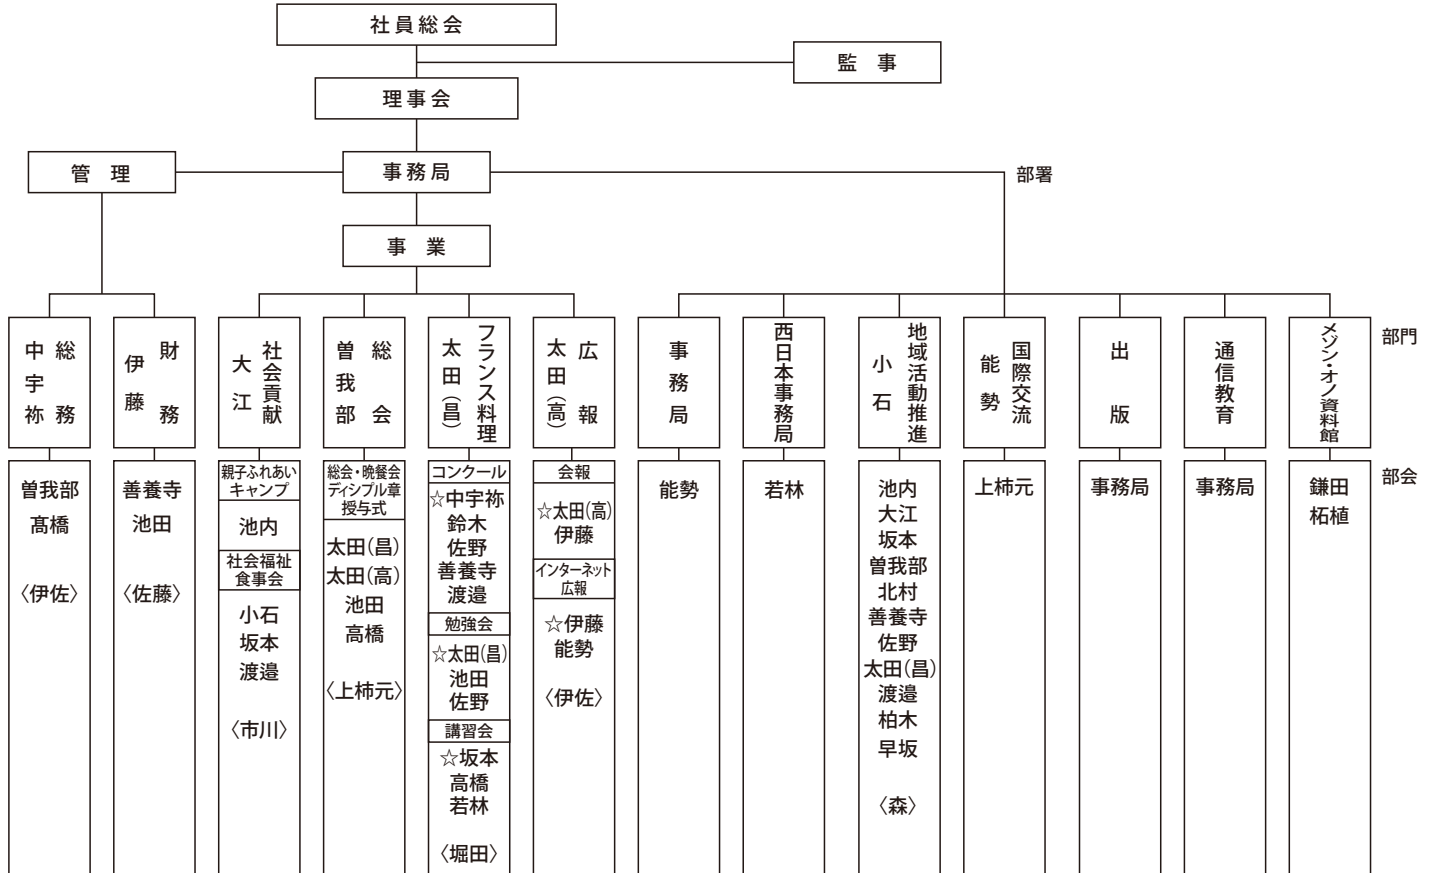 社員総会
監 事
理事会
管 理
事務局
部署
事 業
総務
中宇祢
財務
伊藤
社会貢献
大江
総会
曽我部
フランス料理
太田（昌）
広報
太田（高）
事務局
西日本事務局
地域活動推進
小石
国際交流
能勢
出版
通信教育
メゾン・オノ資料館
部門
曽我部
髙橋
〈伊佐〉
善養寺
池田
〈佐藤〉
親子ふれあい
キャンプ
池内
社会福祉
食事会
小石
坂本
渡邉
〈市川〉
総会・晩餐会
ディシプル章
授与式
太田（昌）
太田（高）
池田
高橋
〈上柿元〉
コンクール
☆中宇祢
鈴木
佐野
善養寺
渡邉
勉強会
☆太田（昌）
池田
佐野
講習会
☆坂本
高橋
若林
〈堀田〉
会報
☆太田（高）
伊藤
インターネット
広報
☆伊藤
能勢
〈伊佐〉
能勢
若林
池内
大江
坂本
曽我部
北村
善養寺
佐野
太田（昌）
渡邉
柏木
早坂
〈森〉
上柿元
事務局
事務局
鎌田
柘植
部会